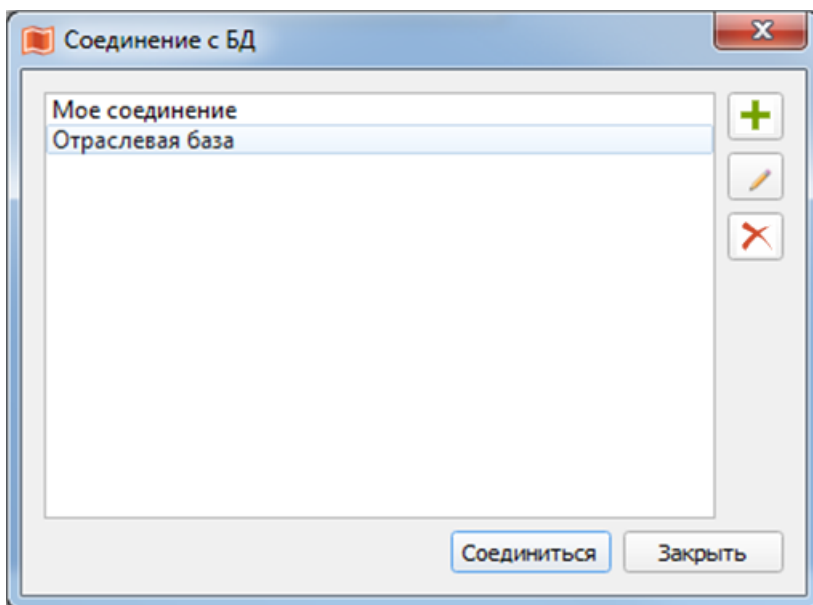 Соединение с БД
Мое соединение
Отраслевая база
Соединиться
Закрыть